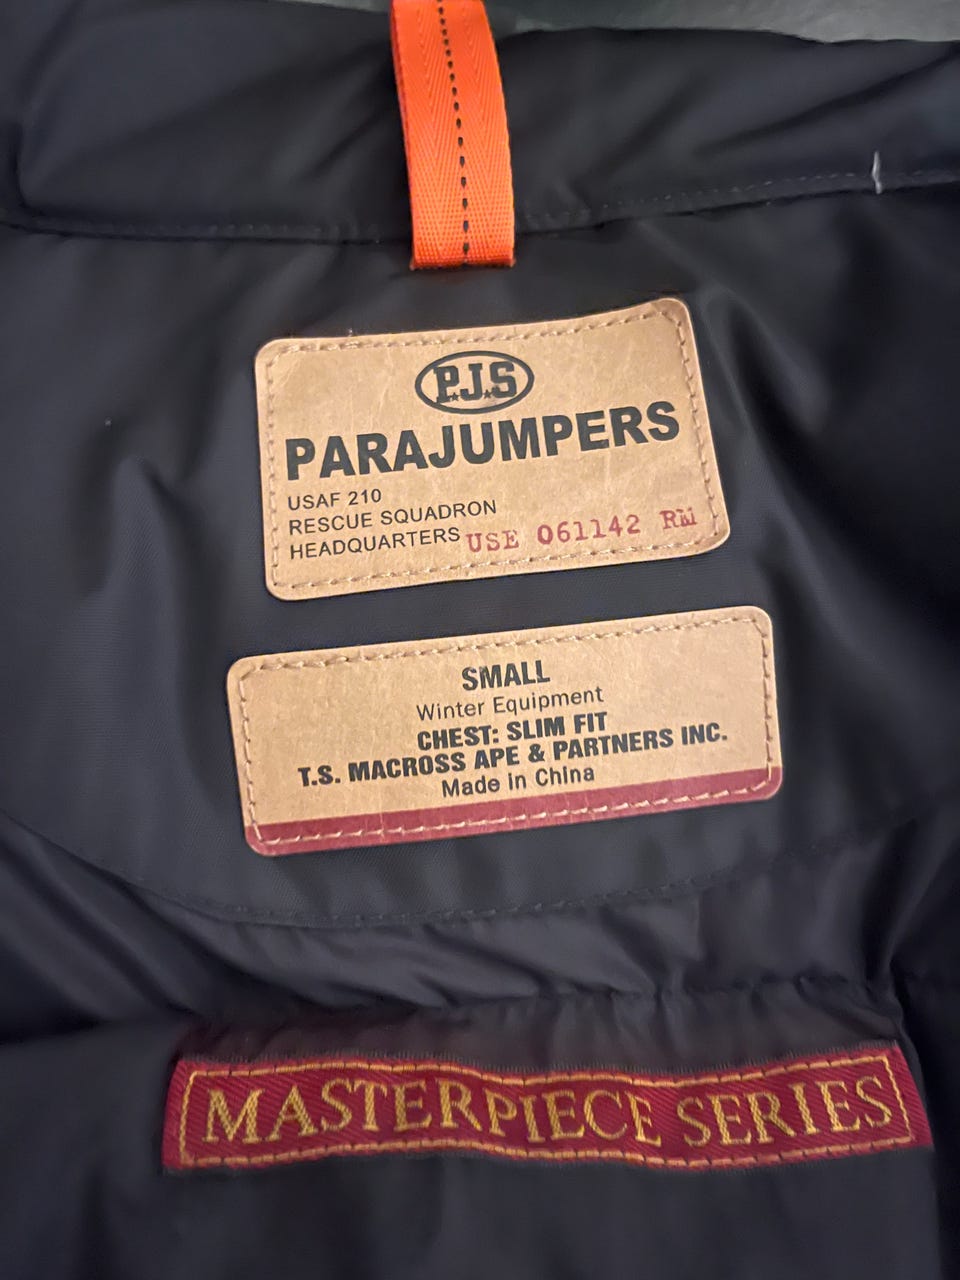 P.J.S
PARAJUMPERS
USAF 210
RESCUE SQUADRON
HEADQUARTERS USE 061142 RM
SMALL
Winter Equipment
CHEST: SLIM FIT
T.S. MACROSS APE & PARTNERS INC.
Made in China
MASTERPIECE SERIES